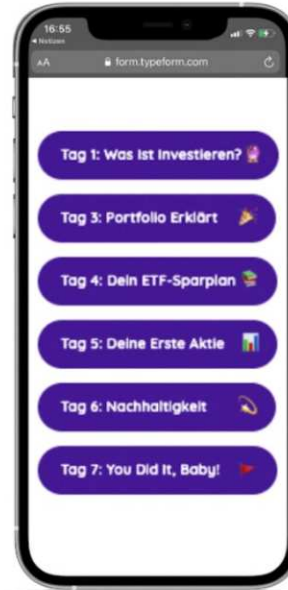 16:55
Notizen
AA
form.typeform.com
Tag 1: Was Ist Investieren?
Tag 3: Portfolio Erklärt
Tag 4: Dein ETF-Sparplan
Tag 5: Deine Erste Aktie
Tag 6: Nachhaltigkeit
Tag 7: You Did It, Baby!